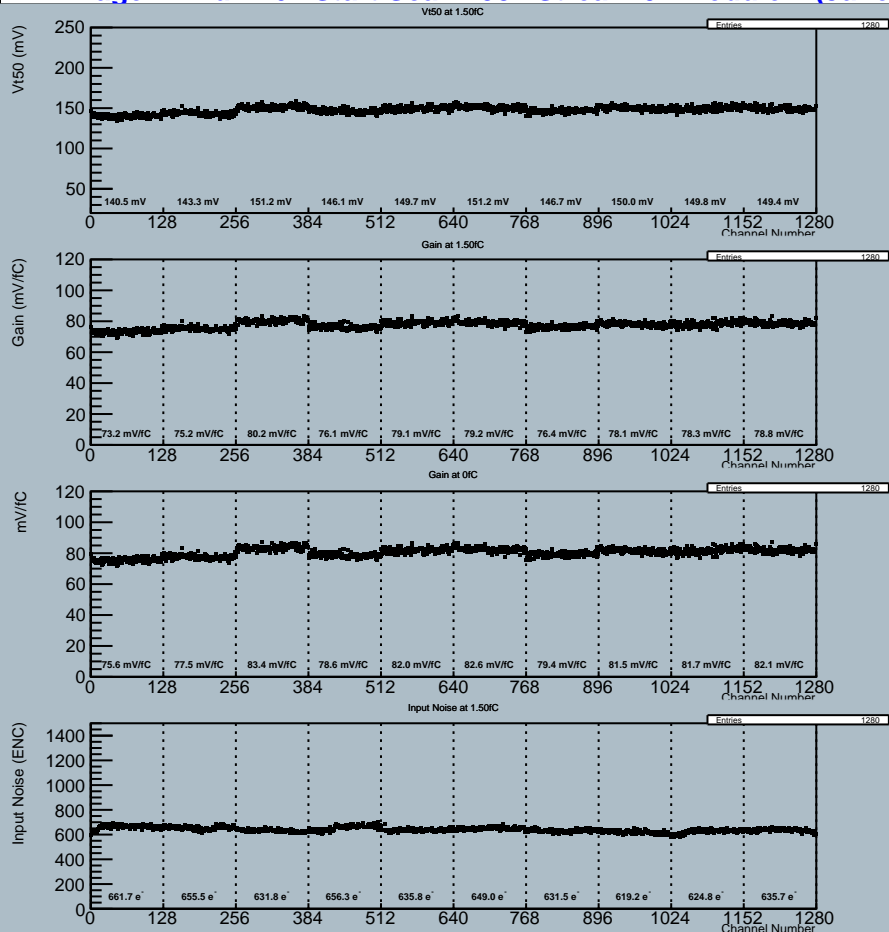 Vt50 at 1.50fC
Entries 1280
Vt50 (mV)
250
200
150
100
50
140.5 mV 143.3 mV 151.2 mV 146.1 mV 149.7 mV 151.2 mV 146.7 mV 150.0 mV 149.8 mV 149.4 mV
0 128 256 384 512 640 768 896 1024 1152 1280
Channel Number
Gain at 1.50fC
Entries 1280
Gain (mV/fC)
120
100
80
60
40
20
0
73.2 mV/fC 75.2 mV/fC 80.2 mV/fC 76.1 mV/fC 79.1 mV/fC 79.2 mV/fC 76.4 mV/fC 78.1 mV/fC 78.3 mV/fC 78.8 mV/fC
0 128 256 384 512 640 768 896 1024 1152 1280
Channel Number
Gain at 0fC
Entries 1280
mV/fC
120
100
80
60
40
20
0
75.6 mV/fC 77.5 mV/fC 83.4 mV/fC 78.6 mV/fC 82.0 mV/fC 82.6 mV/fC 79.4 mV/fC 81.5 mV/fC 81.7 mV/fC 82.1 mV/fC
0 128 256 384 512 640 768 896 1024 1152 1280
Channel Number
Input Noise at 1.50fC
Entries 1280
Input Noise (ENC)
1400
1200
1000
800
600
400
200
0
661.7 e- 655.5 e- 631.8 e- 656.3 e- 635.8 e- 649.0 e- 631.5 e- 619.2 e- 624.8 e- 635.7 e-
0 128 256 384 512 640 768 896 1024 1152 1280
Channel Number